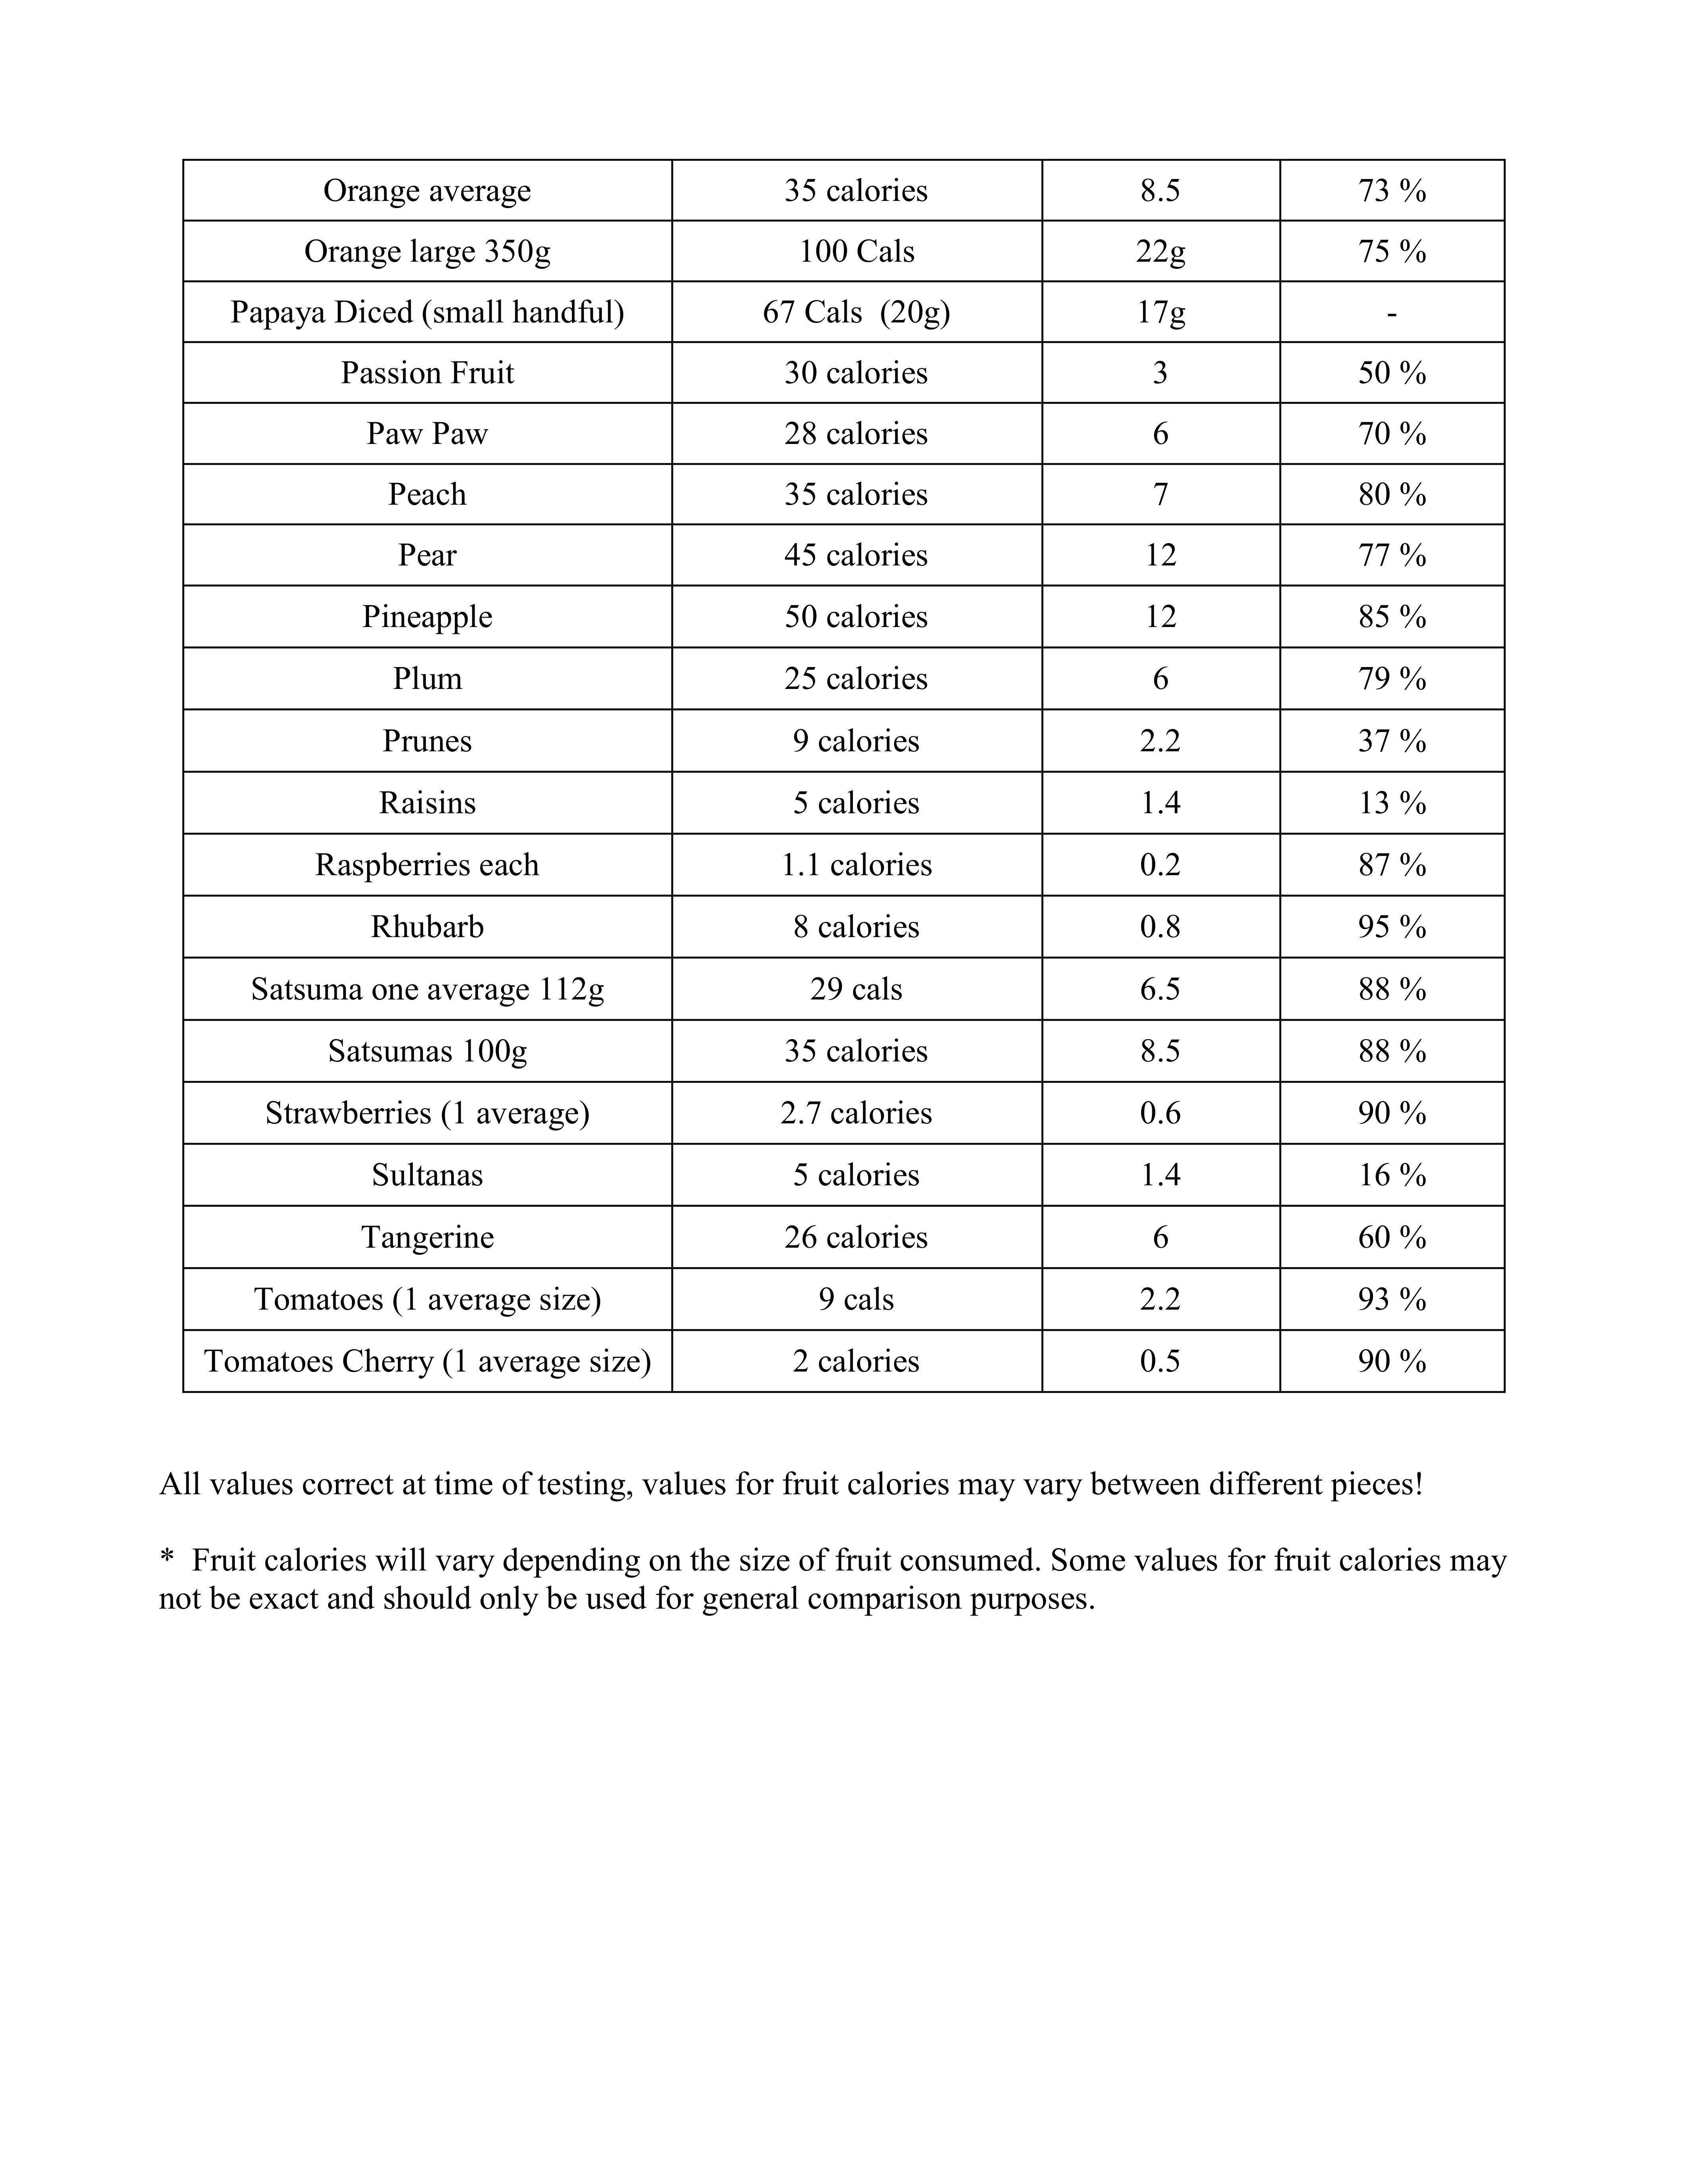 Orange average 35 calories 8.5 73 %
Orange large 350g 100 Cals 22g 75 %
Papaya Diced (small handful) 67 Cals  (20g) 17g -
Passion Fruit 30 calories 3 50 %
Paw Paw 28 calories 6 70 %
Peach 35 calories 7 80 %
Pear 45 calories 12 77 %
Pineapple 50 calories 12 85 %
Plum 25 calories 6 79 %
Prunes 9 calories 2.2 37 %
Raisins 5 calories 1.4 13 %
Raspberries each 1.1 calories 0.2 87 %
Rhubarb 8 calories 0.8 95 %
Satsuma one average 112g 29 cals 6.5 88 %
Satsumas 100g 35 calories 8.5 88 %
Strawberries (1 average) 2.7 calories 0.6 90 %
Sultanas 5 calories 1.4 16 %
Tangerine 26 calories 6 60 %
Tomatoes (1 average size) 9 cals 2.2 93 %
Tomatoes Cherry (1 average size) 2 calories 0.5 90 %
All values correct at time of testing, values for fruit calories may vary between different pieces!
*  Fruit calories will vary depending on the size of fruit consumed. Some values for fruit calories may
not be exact and should only be used for general comparison purposes.